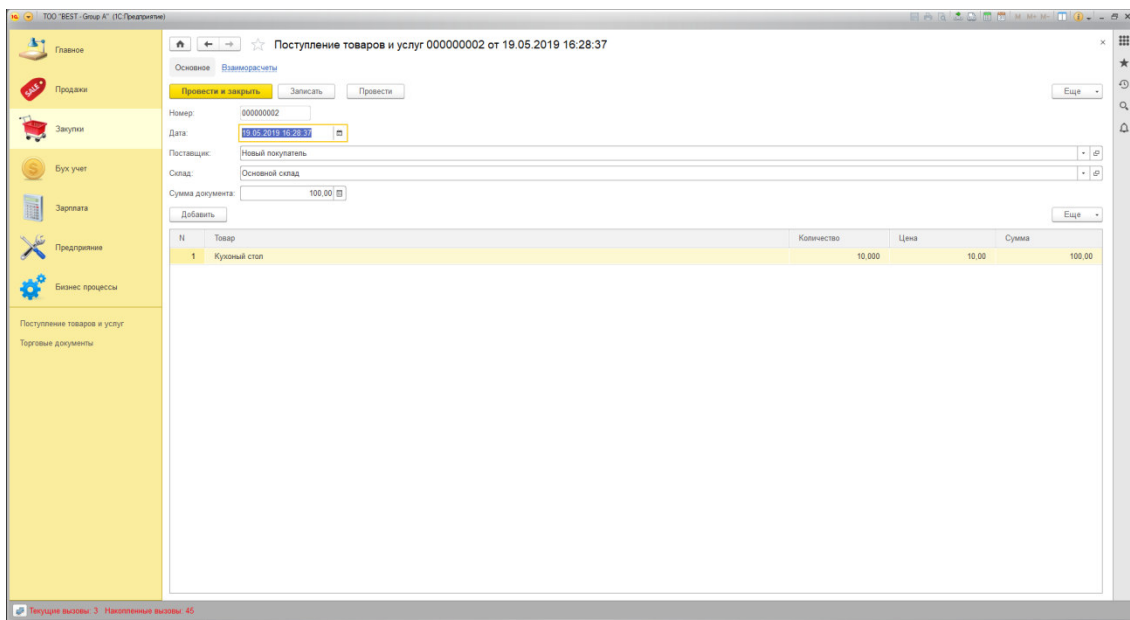 ТОО "BEST - Group A" (1С:Предприятие)
M M+ M-
Главное
Продажи
SALE
Закупки
Бух учет
Зарплата
Предприятие
Бизнес процессы
Поступление товаров и услуг
Торговые документы
Поступление товаров и услуг 000000002 от 19.05.2019 16:28:37
Основное Взаиморасчеты
Провести и закрыть Записать Провести Еще
Номер: 000000002
Дата: 19.05.2019 16:28:37
Поставщик: Новый покупатель
Склад: Основной склад
Сумма документа: 100,00
Добавить Еще
N Товар Количество Цена Сумма
1 Кухоный стол 10,000 10,00 100,00
Текущие вызовы: 3 Накопленные вызовы: 45